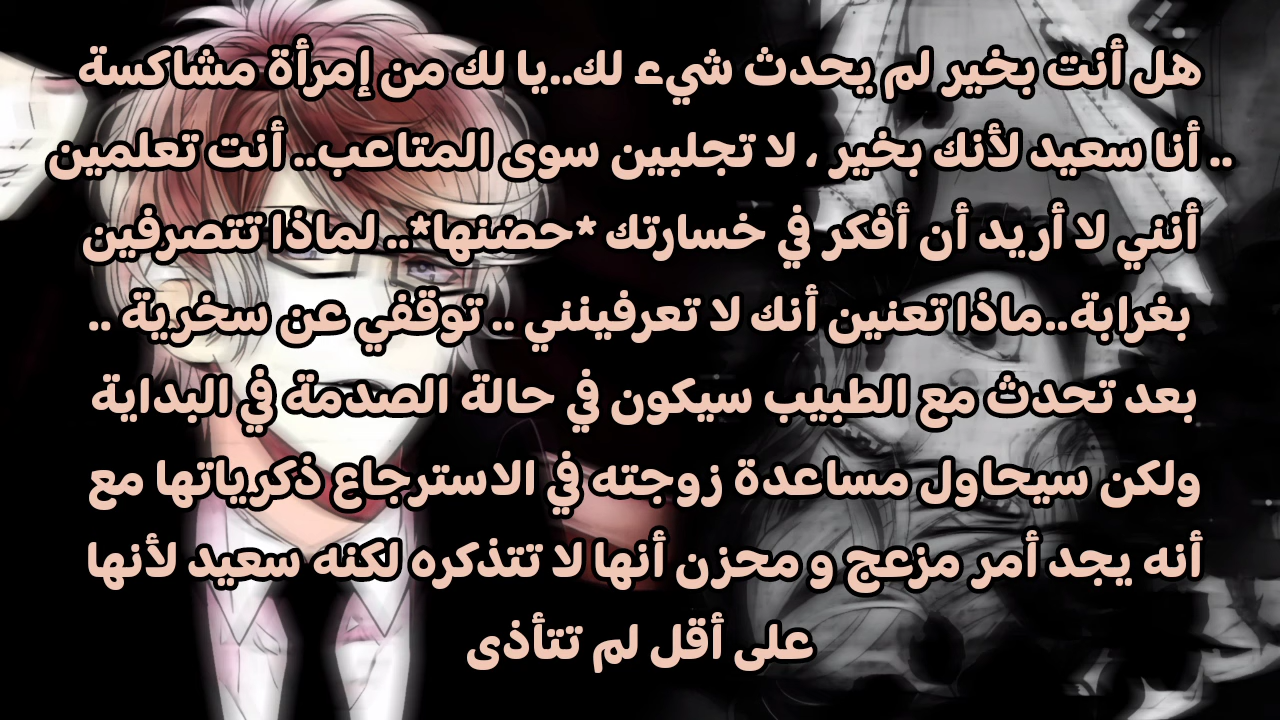 هل أنت بخير لم يحدث شيء لك..يا لك من إمرأة مشاكسة
.. أنا سعيد لأنك بخير ، لا تجلبين سوى المتاعب.. أنت تعلمين
أنني لا أريد أن أفكر في خسارتك *حضنها*.. لماذا تتصرفين
بغرابة..ماذا تعنين أنك لا تعرفينني .. توقفي عن سخرية ..
بعد تحدث مع الطبيب سيكون في حالة الصدمة في البداية
ولكن سيحاول مساعدة زوجته في الاسترجاع ذكرياتها مع
أنه يجد أمر مزعج و محزن أنها لا تتذكره لكنه سعيد لأنها
على أقل لم تتأذى